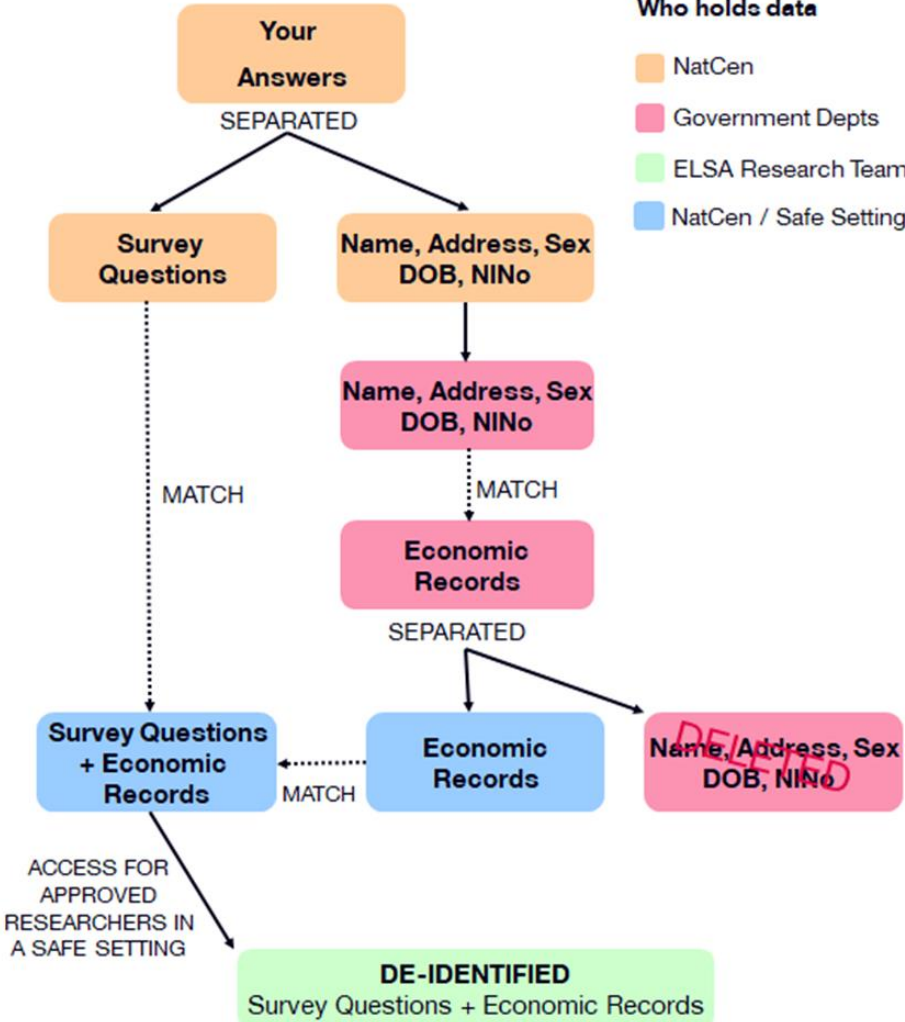 Who holds data
NatCen
Government Depts
ELSA Research Team
NatCen / Safe Setting
Your
Answers
SEPARATED
Survey
Questions
Name, Address, Sex
DOB, NINo
Name, Address, Sex
DOB, NINo
MATCH
MATCH
Economic
Records
SEPARATED
Survey Questions
+ Economic
Records
MATCH
Economic
Records
Name, Address, Sex
DOB, NINo
DELETED
ACCESS FOR
APPROVED
RESEARCHERS IN
A SAFE SETTING
DE-IDENTIFIED
Survey Questions + Economic Records